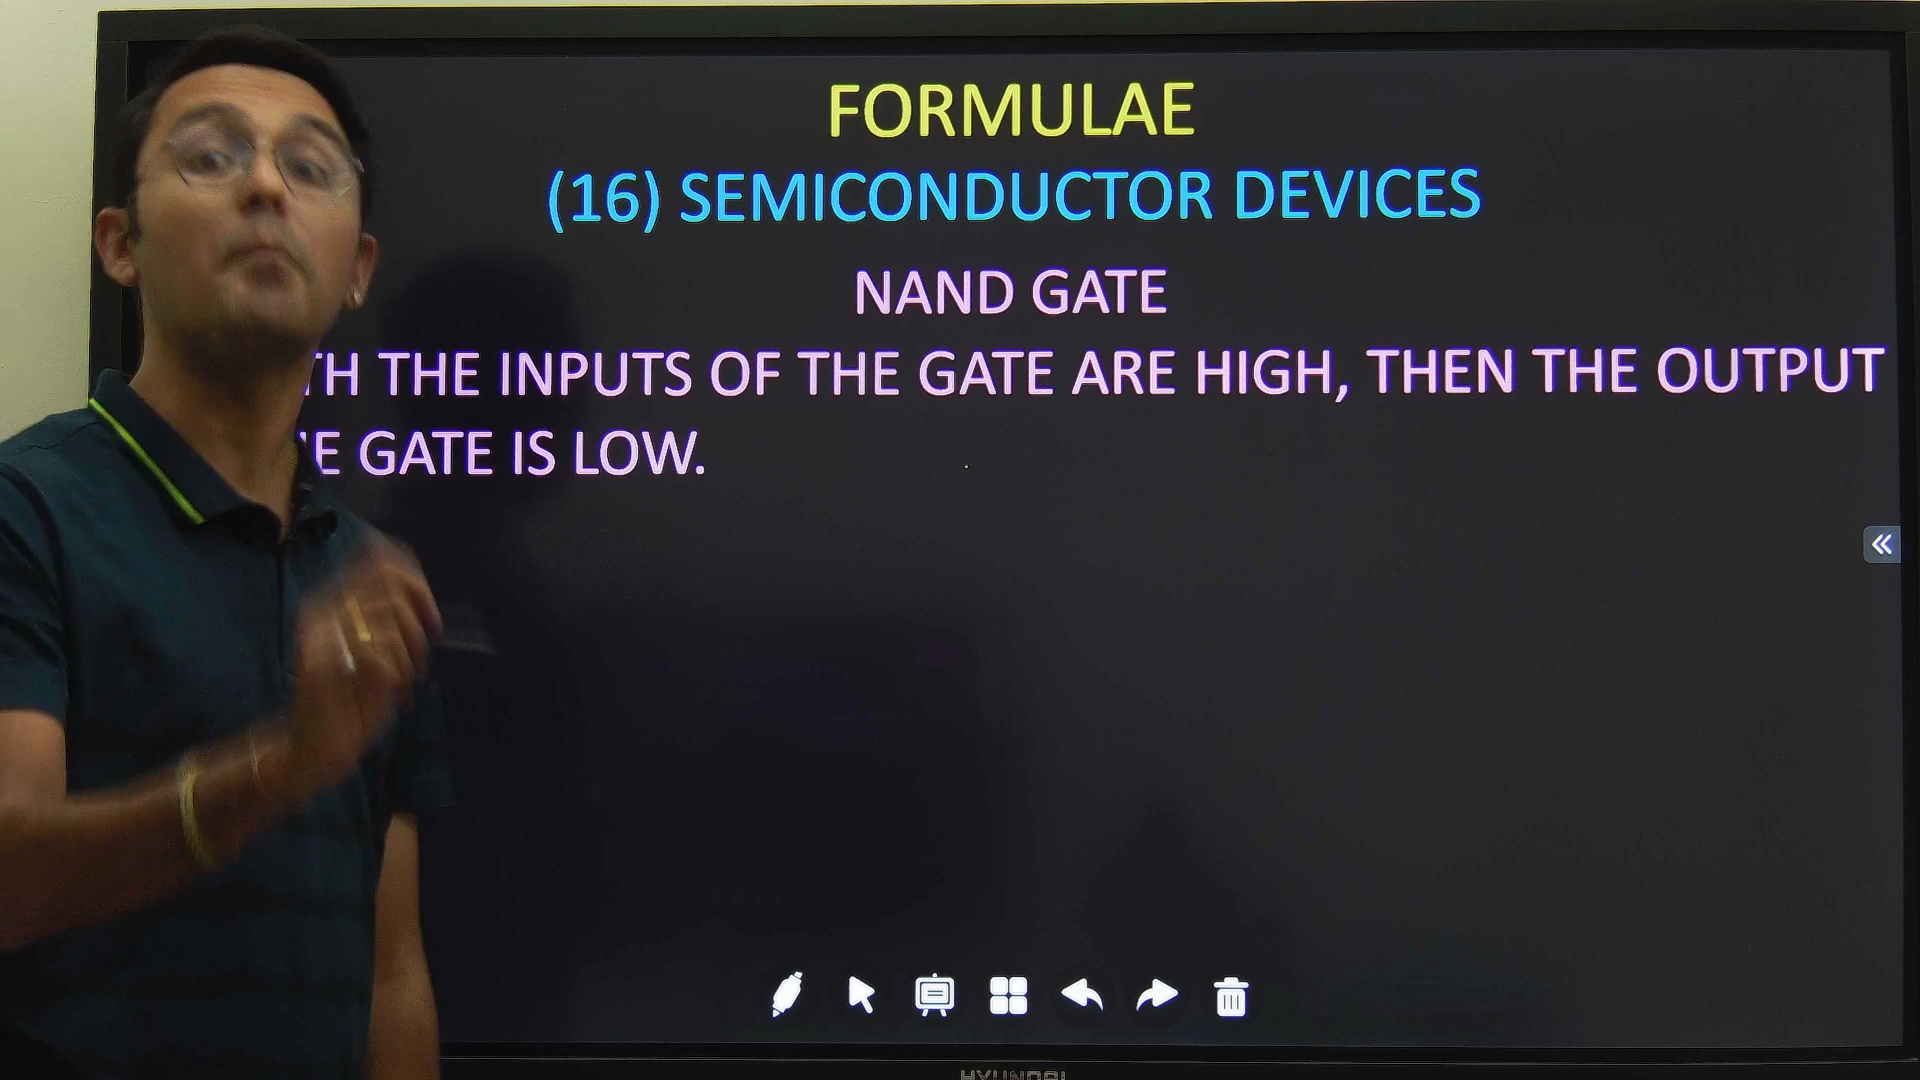 FORMULAE
(16) SEMICONDUCTOR DEVICES
NAND GATE
THE INPUTS OF THE GATE ARE HIGH, THEN THE OUTPUT
GATE IS LOW.
HYUNDAI